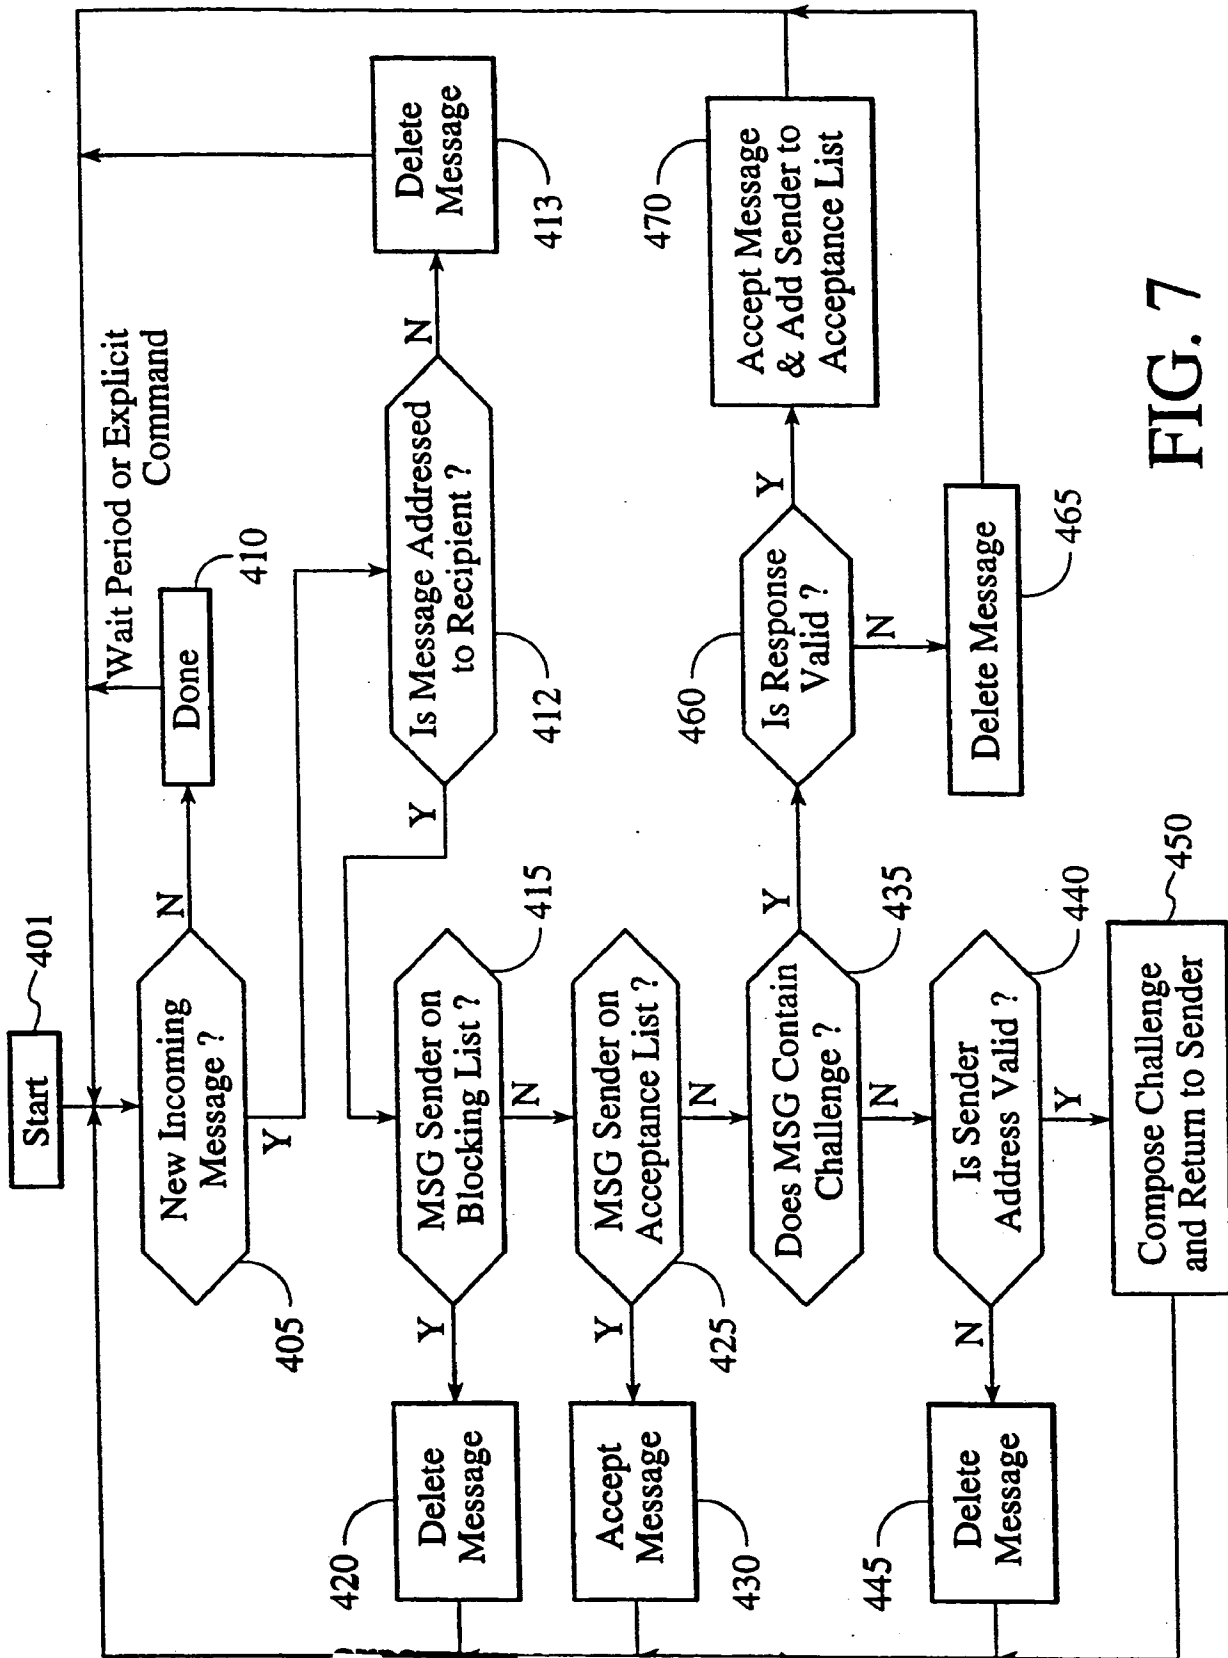 Start
401
New Incoming
Message ?
405
N
Y
Done
410
Wait Period or Explicit
Command
Is Message Addressed
to Recipient ?
412
N
Y
Delete
Message
413
MSG Sender on
Blocking List ?
415
Y
N
Delete
Message
420
MSG Sender on
Acceptance List ?
425
Y
N
Accept
Message
430
Does MSG Contain
Challenge ?
435
Y
N
Is Response
Valid ?
460
Y
N
Accept Message
& Add Sender to
Acceptance List
470
Delete Message
465
Is Sender
Address Valid ?
440
N
Y
Delete
Message
445
Compose Challenge
and Return to Sender
450
FIG. 7